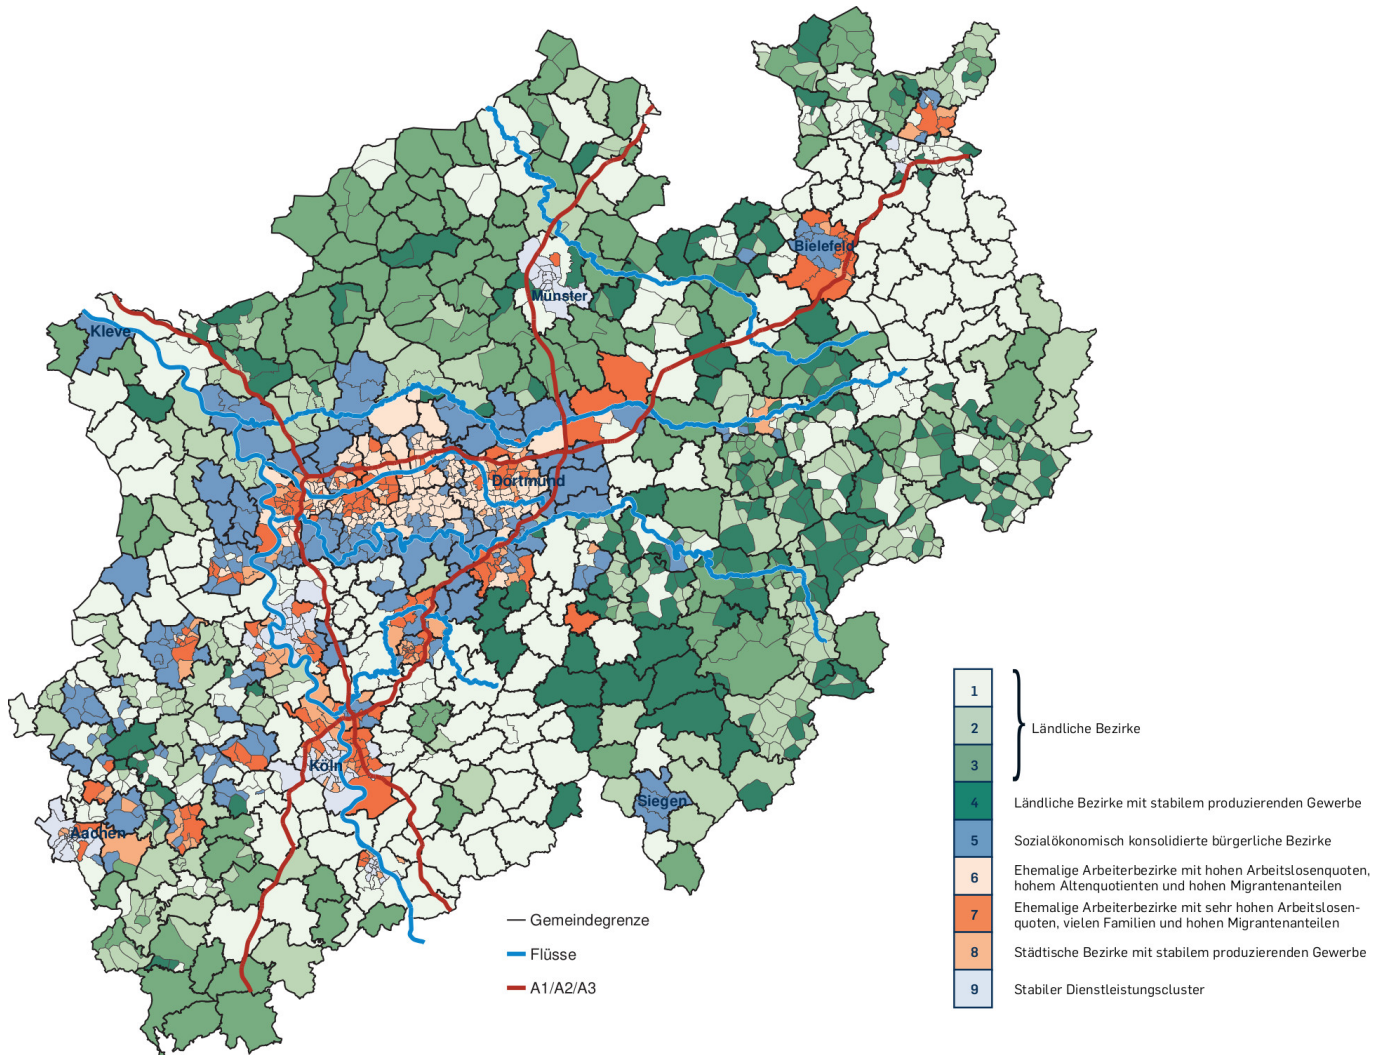 Bielefeld
Münster
Kleve
Dortmund
Köln
Siegen
Aachen
1
2
Ländliche Bezirke
3
4 Ländliche Bezirke mit stabilem produzierenden Gewerbe
5 Sozialökonomisch konsolidierte bürgerliche Bezirke
6 Ehemalige Arbeiterbezirke mit hohen Arbeitslosenquoten,
hohem Altenquotienten und hohen Migrantenanteilen
7 Ehemalige Arbeiterbezirke mit sehr hohen Arbeitslosen-
quoten, vielen Familien und hohen Migrantenanteilen
8 Städtische Bezirke mit stabilem produzierenden Gewerbe
9 Stabiler Dienstleistungscluster
Gemeindegrenze
Flüsse
A1/A2/A3